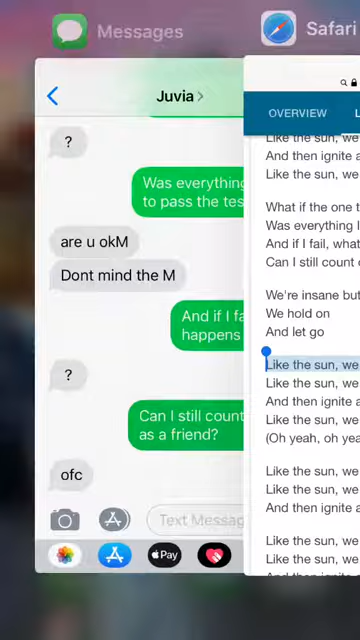 Messages
Juvia
?
Was everything
to pass the tes
are u okM
Dont mind the M
And if I fa
happens
?
Can I still count
as a friend?
ofc
Text Messag
Pay
Safari
OVERVIEW
L
Like the sun, we
And then ignite a
Like the sun, we
What if the one t
Was everything I
And if I fail, what
Can I still count o
We're insane but
We hold on
And let go
Like the sun, we
Like the sun, we
And then ignite a
Like the sun, we
(Oh yeah, oh yea
Like the sun, we
Like the sun, we
And then ignite a
Like the sun, we
Like the sun, we
And then ignite a